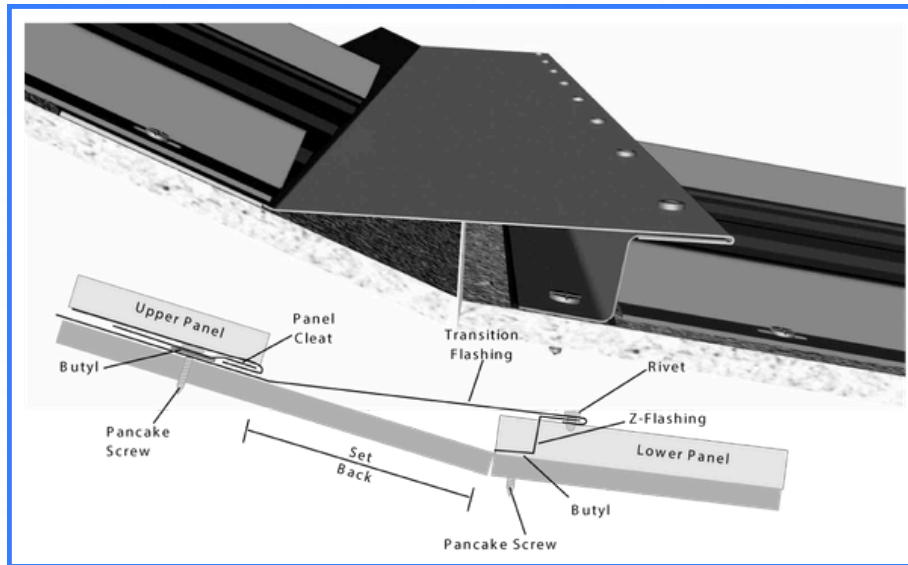 Upper Panel
Panel
Cleat
Butyl
Transition
Flashing
Rivet
Z-Flashing
Pancake
Screw
Set
Back
Lower Panel
Butyl
Pancake Screw